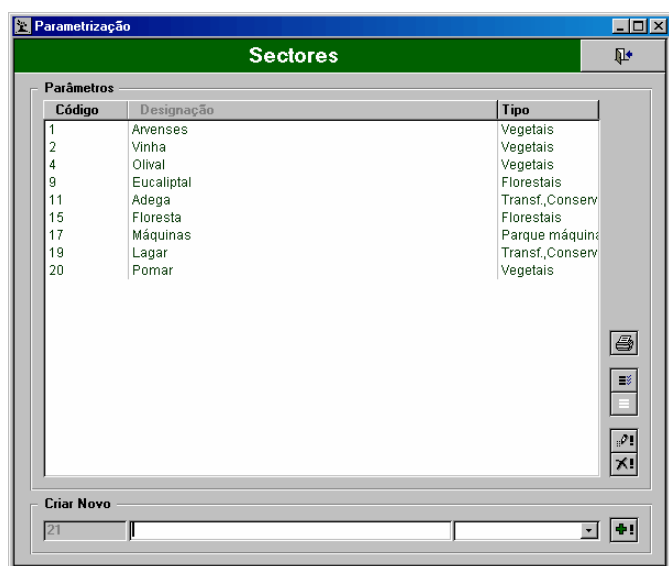 Parametrização
Sectores
Parâmetros
Código Designação Tipo
1 Arvenses Vegetais
2 Vinha Vegetais
4 Olival Vegetais
9 Eucaliptal Florestais
11 Adega Transf.,Conserv
15 Floresta Florestais
17 Máquinas Parque máquina
19 Lagar Transf.,Conserv
20 Pomar Vegetais
Criar Novo
21